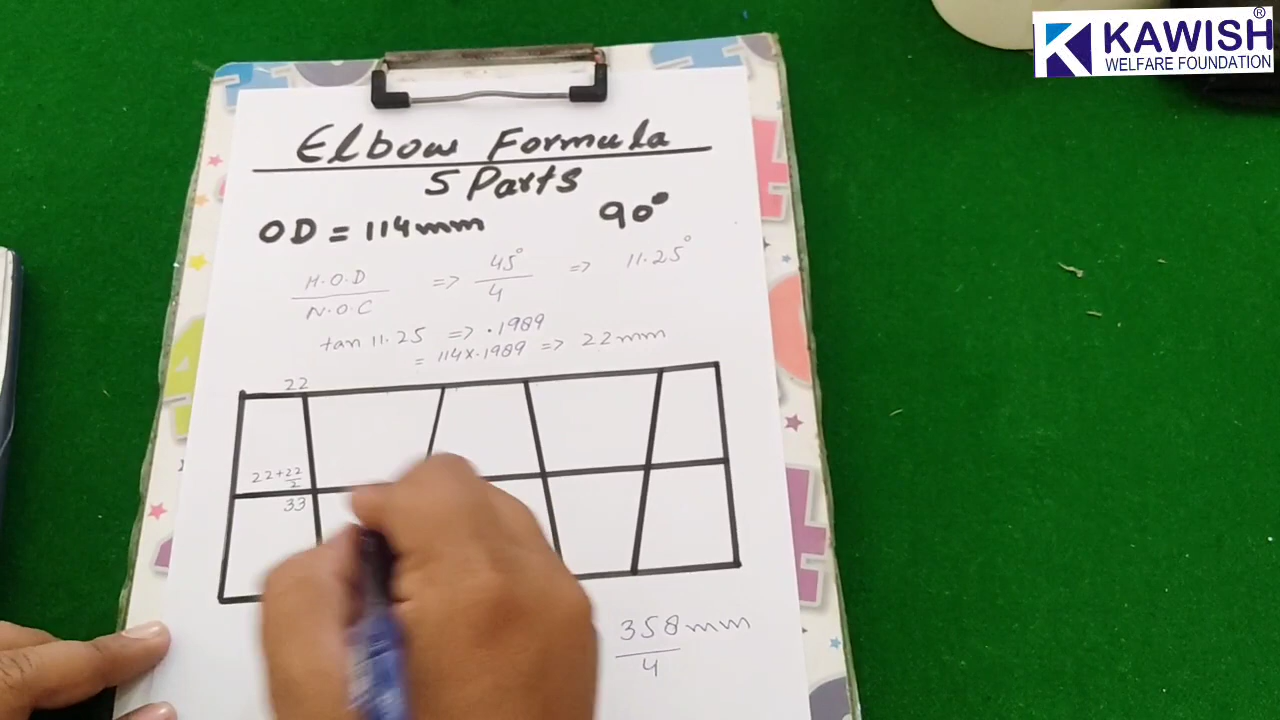 KAWISH®
WELFARE FOUNDATION
Elbow Formula
5 Parts
OD = 114mm 90°
H.O.D / N.O.C => 45° / 4 => 11.25°
tan 11.25 => .1989
= 114x.1989 => 22mm
22
22+22/2
33
358mm
4